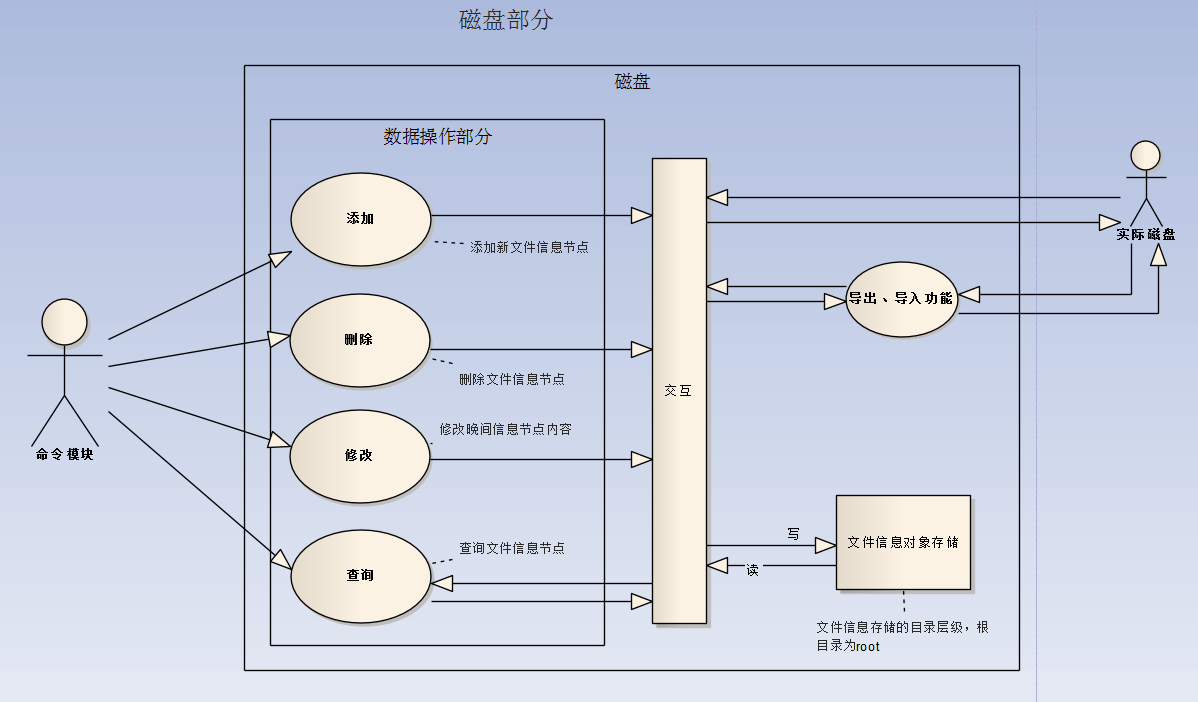 磁盘部分
磁盘
数据操作部分
添加
添加新文件信息节点
实际磁盘
导出、导入功能
删除
删除文件信息节点
交互
修改晚间信息节点内容
命令模块
修改
写
查询文件信息节点
文件信息对象存储
读
查询
文件信息存储的目录层级，根
目录为root